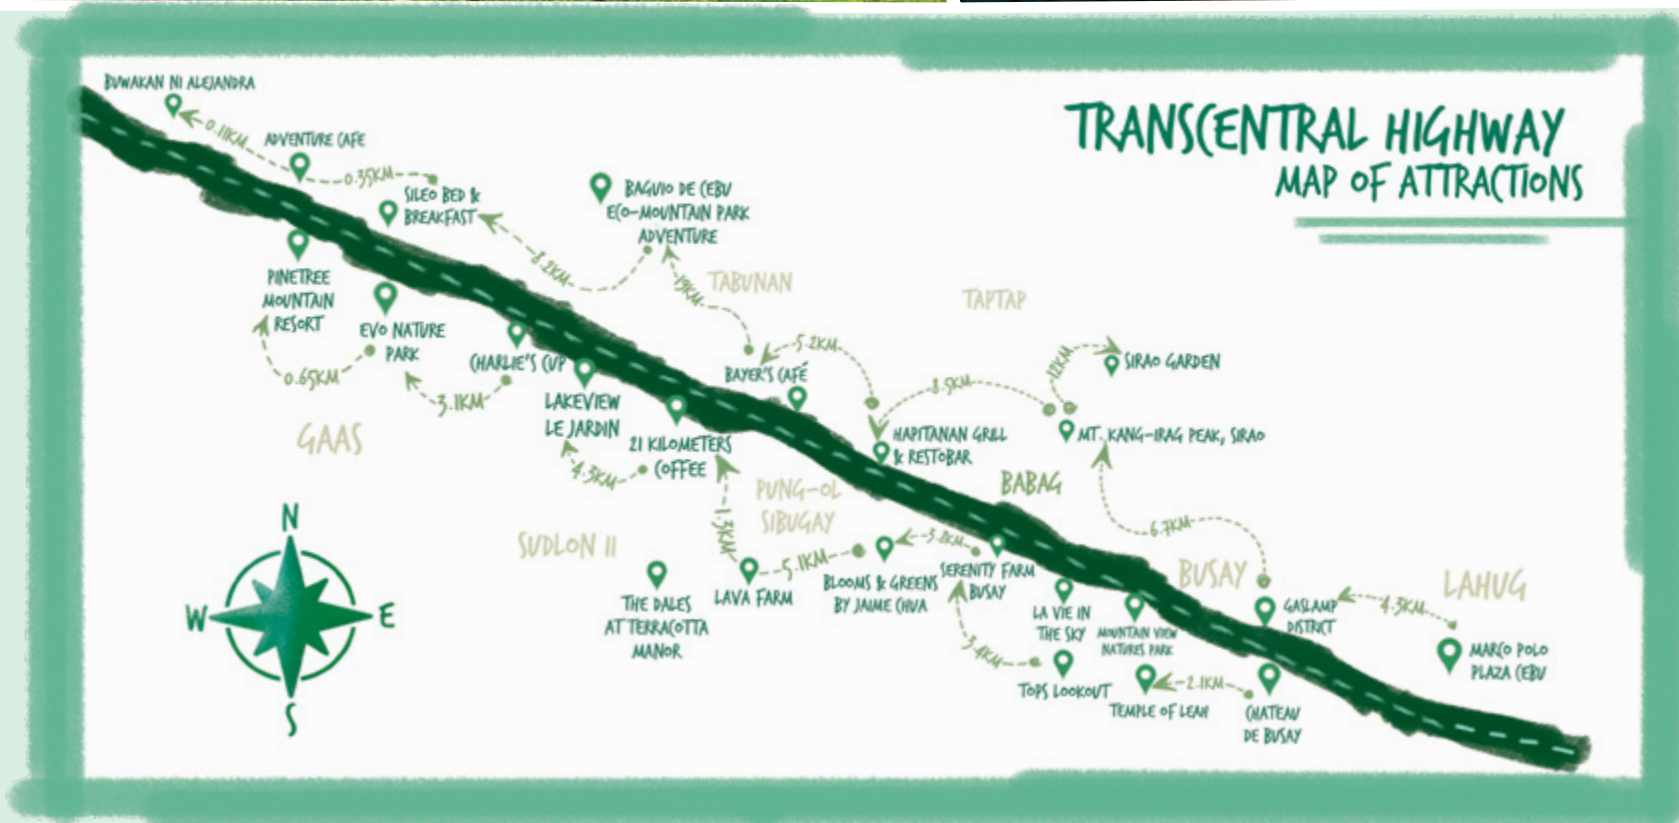 TRANSCENTRAL HIGHWAY
MAP OF ATTRACTIONS
BUWAKAN NI ALEJANDRA
0.11KM
ADVENTURE CAFE
0.35KM
SILEO BED &
BREAKFAST
BAGUIO DE CEBU
ECO-MOUNTAIN PARK
ADVENTURE
PINETREE
MOUNTAIN
RESORT
8.2KM
19KM
TABUNAN
TAPTAP
EVO NATURE
PARK
0.65KM
CHARLIE'S CUP
3.1KM
BAYER'S CAFÉ
5.2KM
12KM
SIRAO GARDEN
8.5KM
LAKEVIEW
LE JARDIN
GAAS
21 KILOMETERS
COFFEE
4.3KM
HAPITANAN GRILL
& RESTOBAR
MT. KANG-IRAG PEAK, SIRAO
BABAG
PUNG-OL
SIBUGAY
1.3KM
6.7KM
N
W
E
S
SUDLON II
THE DALES
AT TERRACOTTA
MANOR
LAVA FARM
5.1KM
BLOOMS & GREENS
BY JAIME CHUA
3.8KM
SERENITY FARM
BUSAY
LA VIE IN
THE SKY
MOUNTAIN VIEW
NATURES PARK
BUSAY
GASLAMP
DISTRICT
4.3KM
LAHUG
MARCO POLO
PLAZA CEBU
3.4KM
TOPS LOOKOUT
TEMPLE OF LEAH
2.1KM
CHATEAU
DE BUSAY